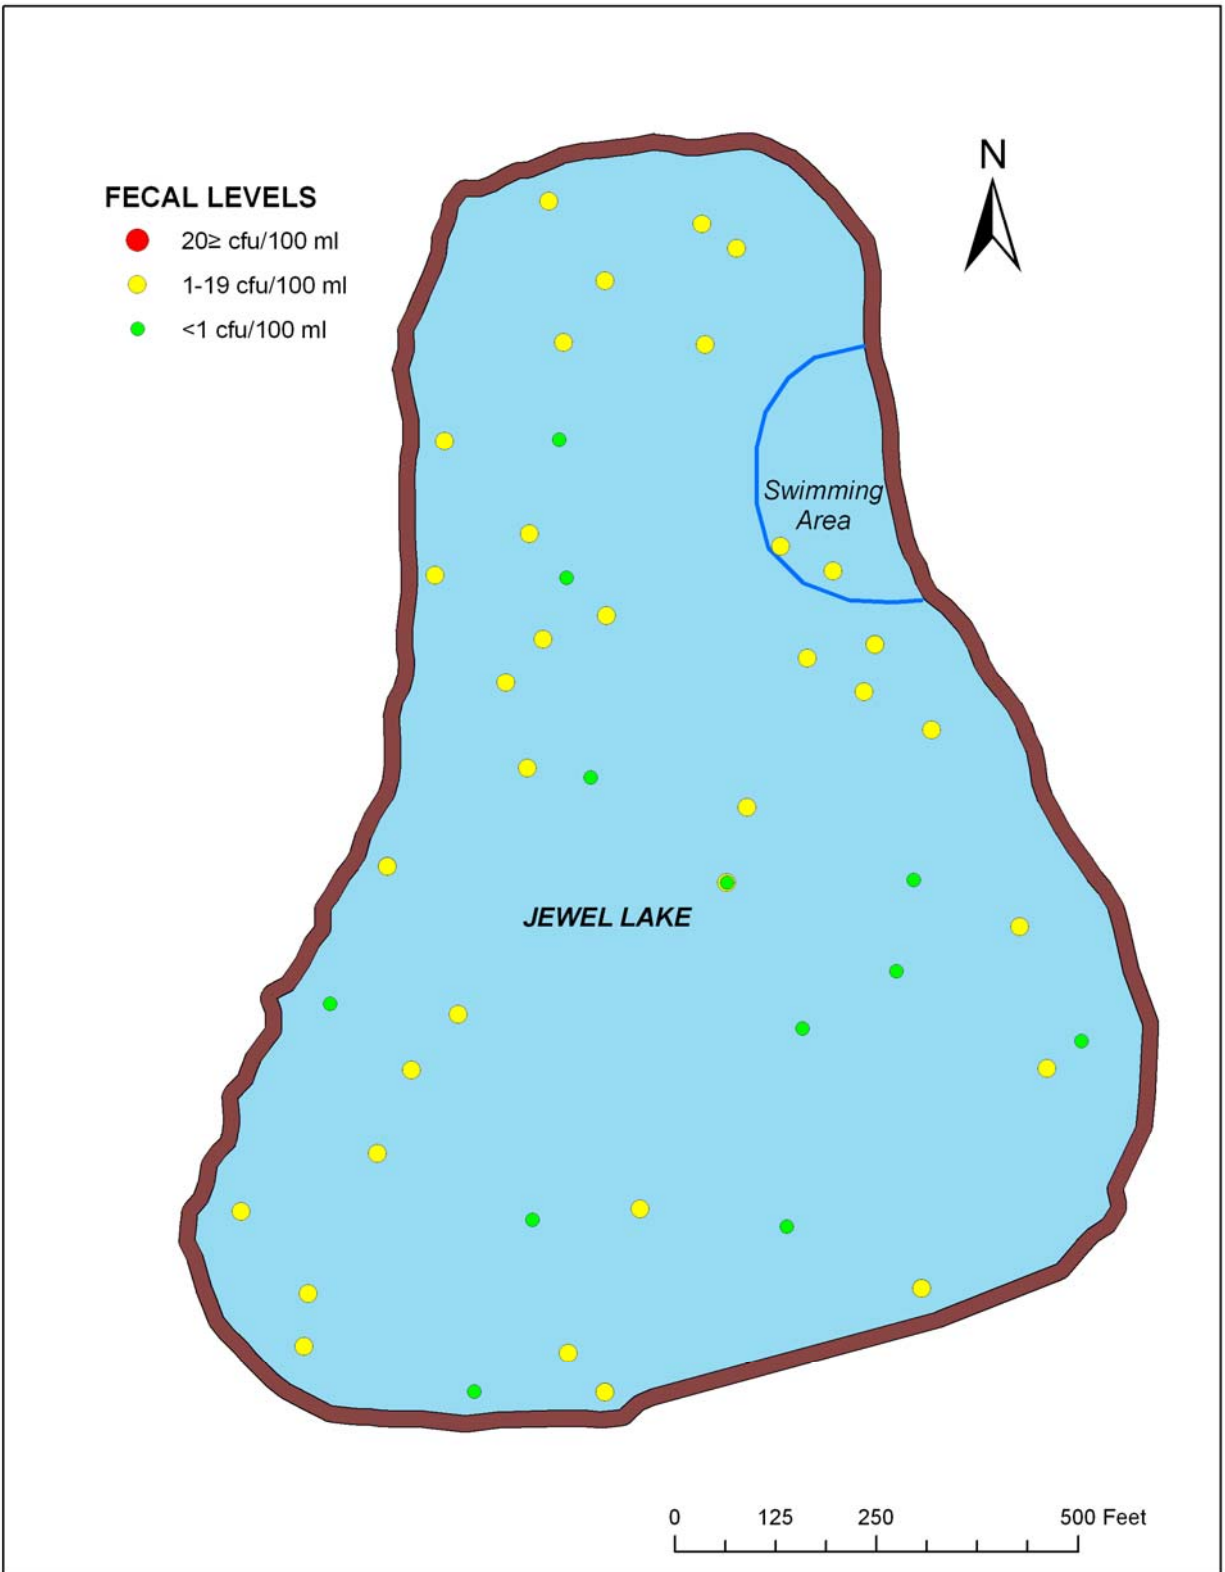 N
FECAL LEVELS
20≥ cfu/100 ml
1-19 cfu/100 ml
<1 cfu/100 ml
Swimming
Area
JEWEL LAKE
0 125 250 500 Feet